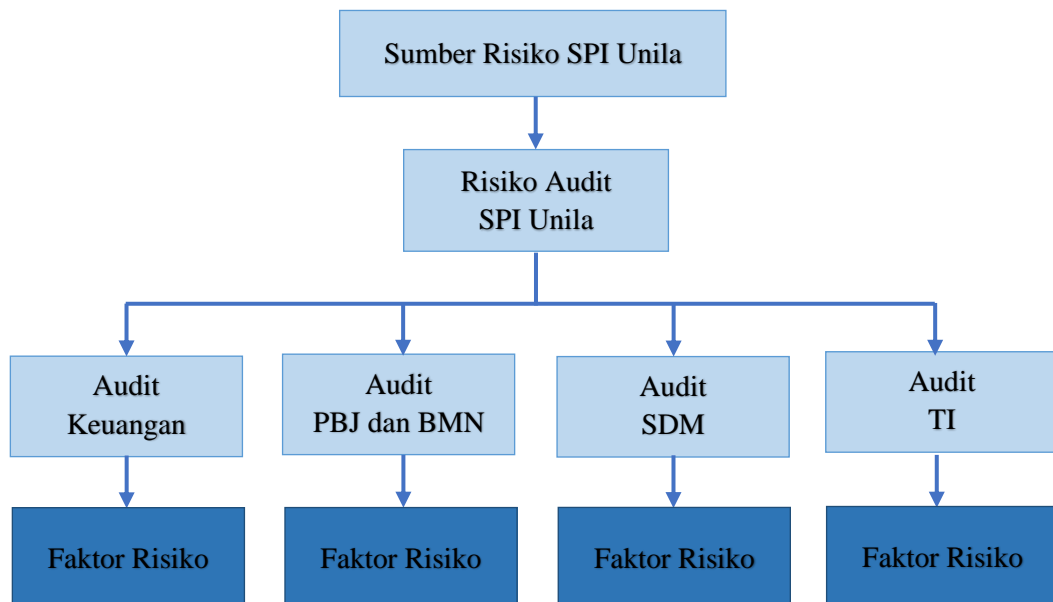 Sumber Risiko SPI Unila
Risiko Audit
SPI Unila
Audit
Keuangan
Audit
PBJ dan BMN
Audit
SDM
Audit
TI
Faktor Risiko
Faktor Risiko
Faktor Risiko
Faktor Risiko